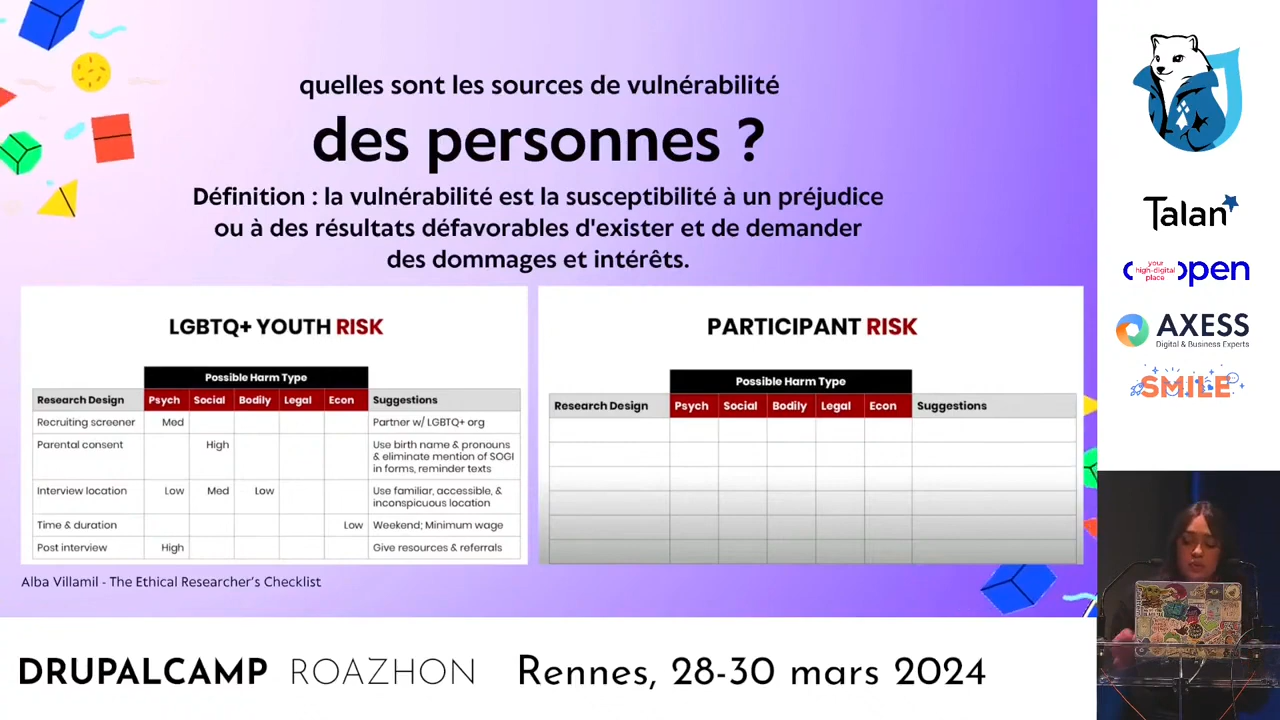 quelles sont les sources de vulnérabilité
des personnes ?
Définition : la vulnérabilité est la susceptibilité à un préjudice
ou à des résultats défavorables d'exister et de demander
des dommages et intérêts.
LGBTQ+ YOUTH RISK
Possible Harm Type
Research Design Psych Social Bodily Legal Econ Suggestions
Recruiting screener Med Partner w/ LGBTQ+ org
Parental consent High Use birth name & pronouns
& eliminate mention of SOGI
in forms, reminder texts
Interview location Low Med Low Use familiar, accessible, &
inconspicuous location
Time & duration Low Weekend; Minimum wage
Post interview High Give resources & referrals
PARTICIPANT RISK
Possible Harm Type
Research Design Psych Social Bodily Legal Econ Suggestions
Alba Villamil - The Ethical Researcher's Checklist
Talan
your
high-digital
place
open
AXESS
Digital & Business Experts
SMILE
DRUPALCAMP ROAZHON Rennes, 28-30 mars 2024